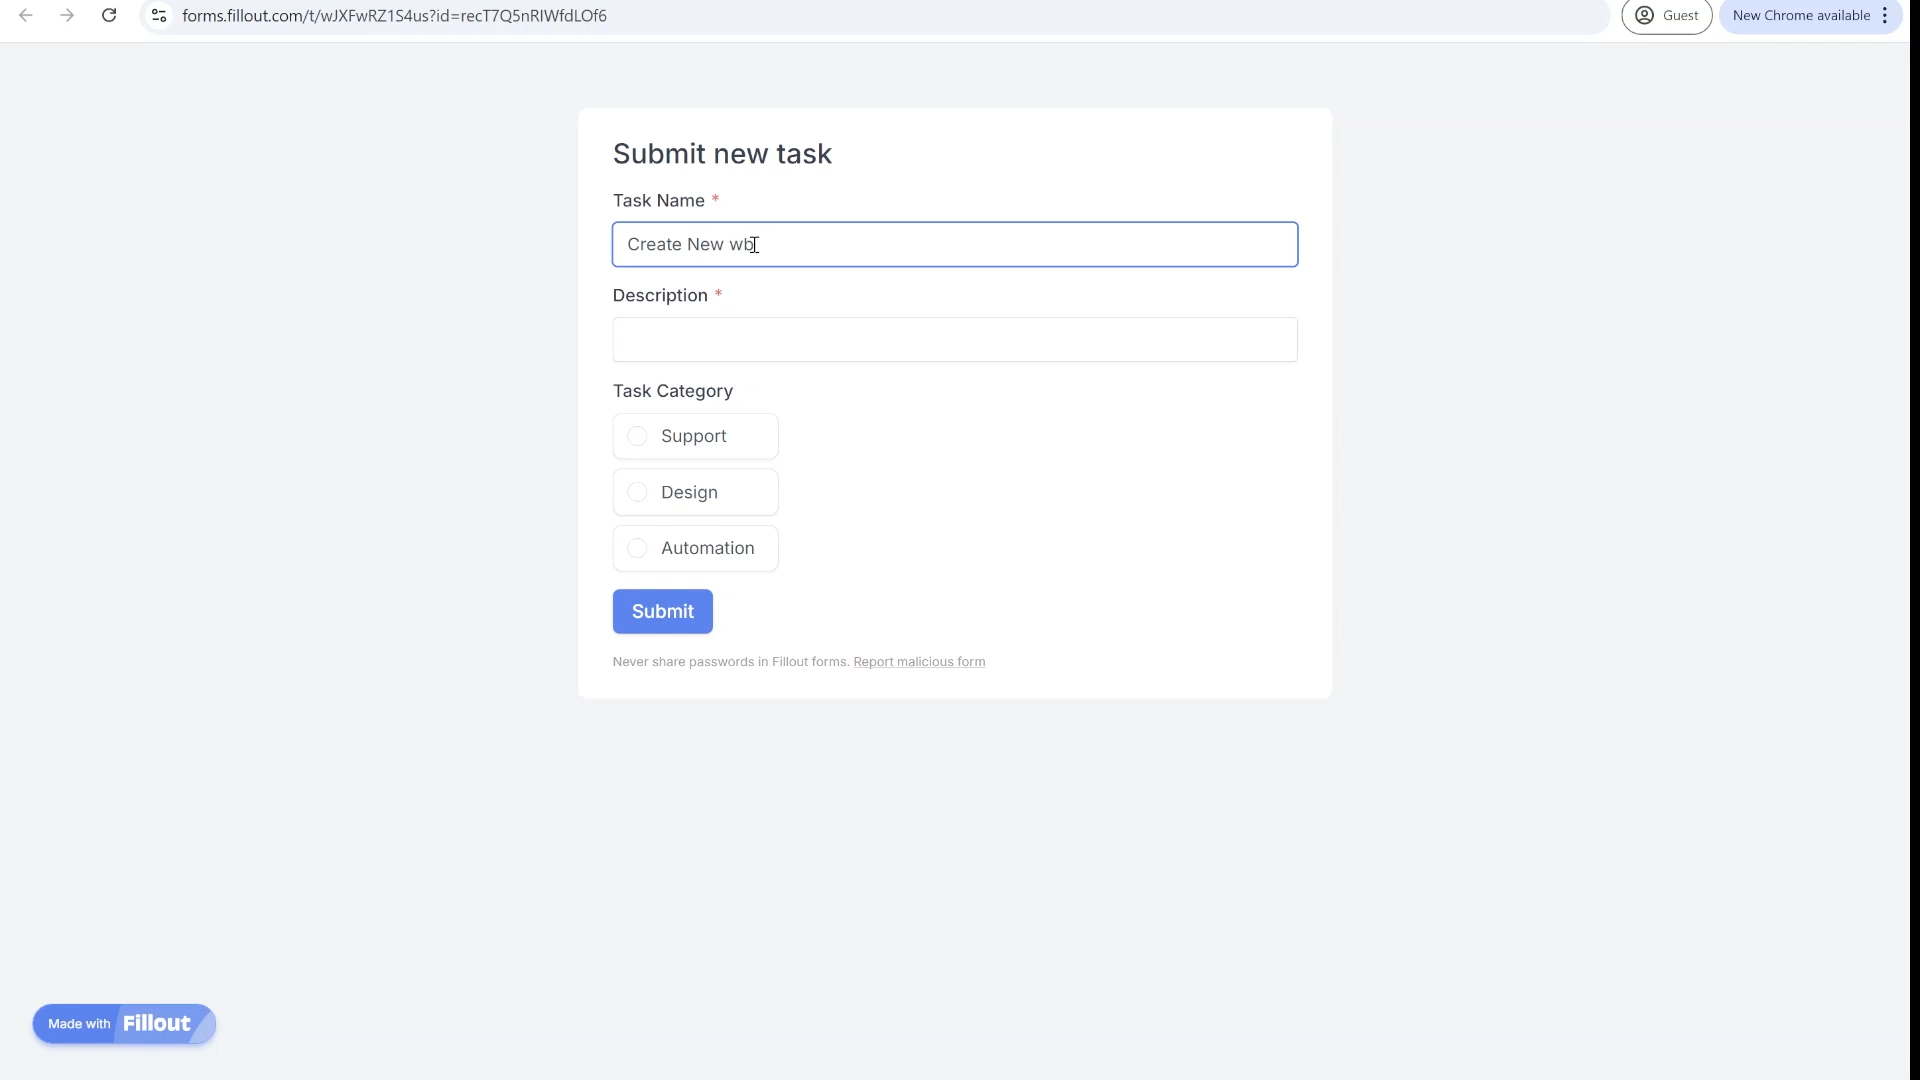 forms.fillout.com/t/wJXFwRZ1S4us?id=recT7Q5nRIWfdLOf6
Guest
New Chrome available
Submit new task
Task Name *
Create New wb
Description *
Task Category
Support
Design
Automation
Submit
Never share passwords in Fillout forms. Report malicious form
Made with Fillout